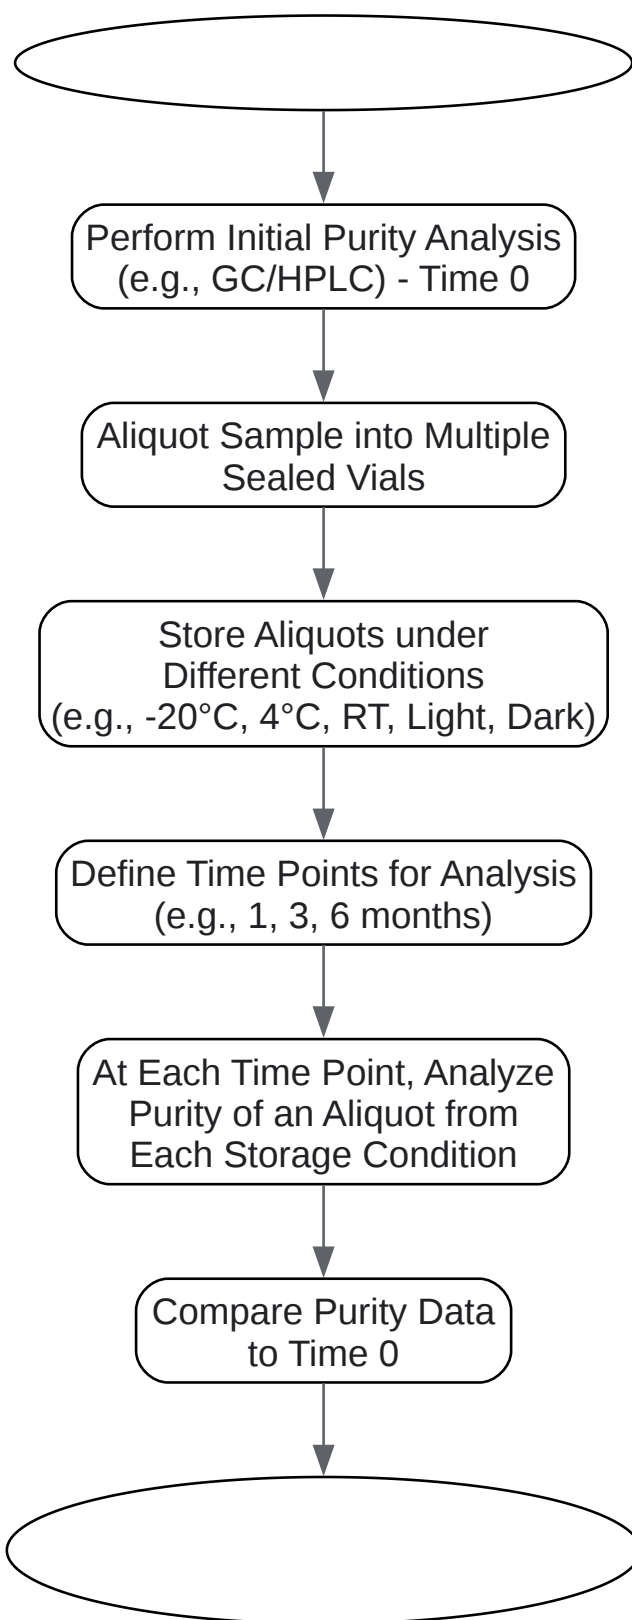 Perform Initial Purity Analysis
(e.g., GC/HPLC) - Time 0
Aliquot Sample into Multiple
Sealed Vials
Store Aliquots under
Different Conditions
(e.g., -20°C, 4°C, RT, Light, Dark)
Define Time Points for Analysis
(e.g., 1, 3, 6 months)
At Each Time Point, Analyze
Purity of an Aliquot from
Each Storage Condition
Compare Purity Data
to Time 0